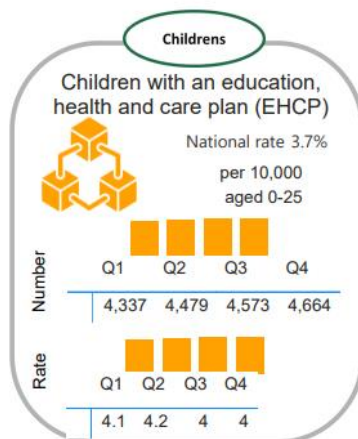 Childrens
Children with an education,
health and care plan (EHCP)
National rate 3.7%
per 10,000
aged 0-25
Number
Q1 Q2 Q3 Q4
4,337 4,479 4,573 4,664
Rate
Q1 Q2 Q3 Q4
4.1 4.2 4 4